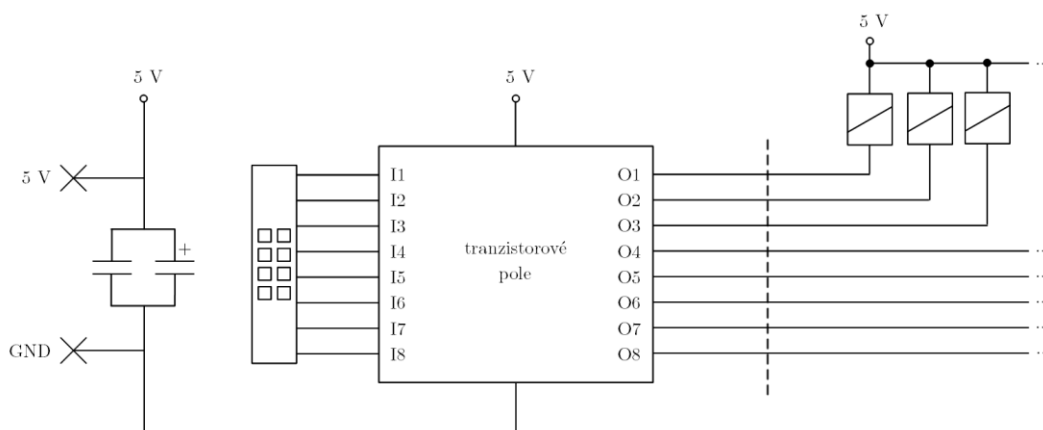 5 V
5 V
+
GND
5 V
I1
I2
I3
I4
I5
I6
I7
I8
tranzistorové
pole
O1
O2
O3
O4
O5
O6
O7
O8
5 V